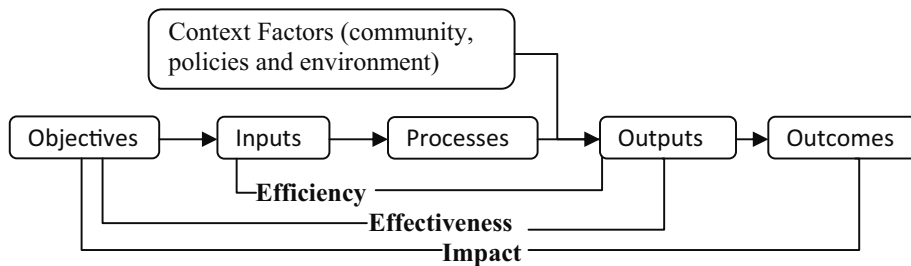 Context Factors (community,
policies and environment)
Objectives
Inputs
Processes
Outputs
Outcomes
Efficiency
Effectiveness
Impact